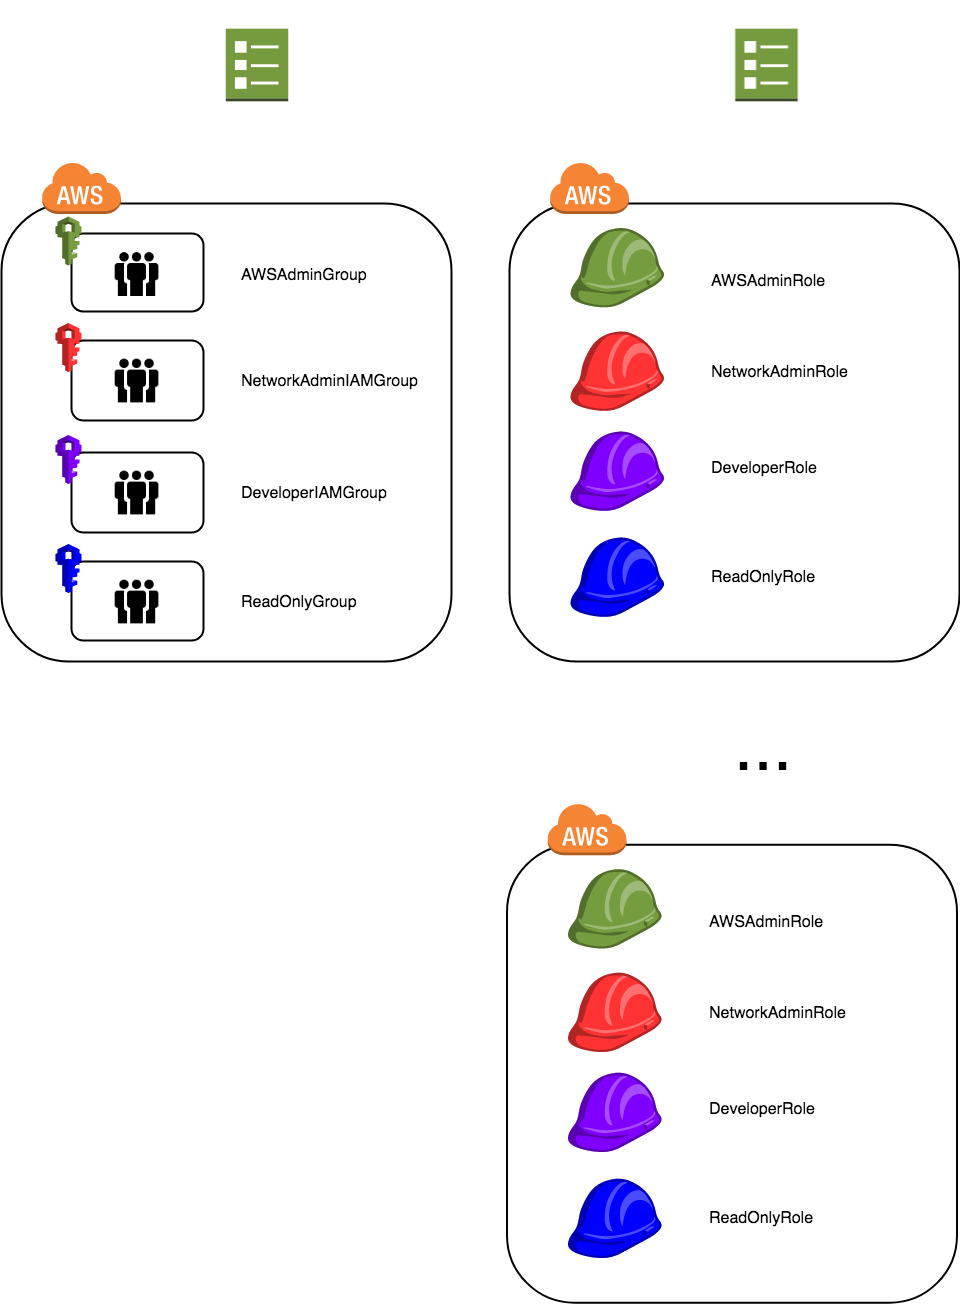 AWS
AWSAdminGroup
NetworkAdminIAMGroup
DeveloperIAMGroup
ReadOnlyGroup
AWS
AWSAdminRole
NetworkAdminRole
DeveloperRole
ReadOnlyRole
...
AWS
AWSAdminRole
NetworkAdminRole
DeveloperRole
ReadOnlyRole